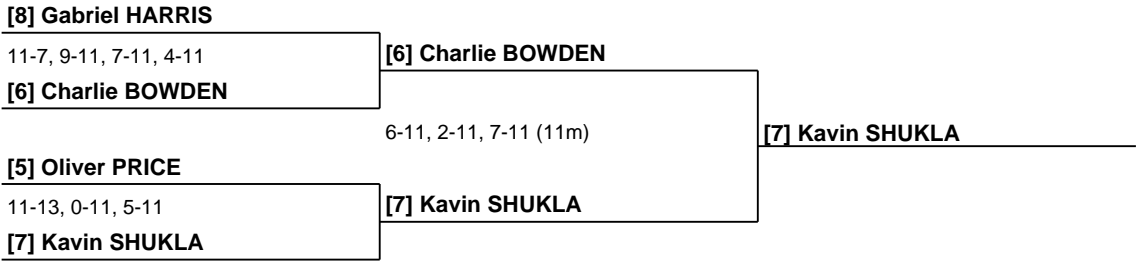 [8] Gabriel HARRIS
11-7, 9-11, 7-11, 4-11
[6] Charlie BOWDEN
[6] Charlie BOWDEN
6-11, 2-11, 7-11 (11m)
[7] Kavin SHUKLA
[5] Oliver PRICE
11-13, 0-11, 5-11
[7] Kavin SHUKLA
[7] Kavin SHUKLA